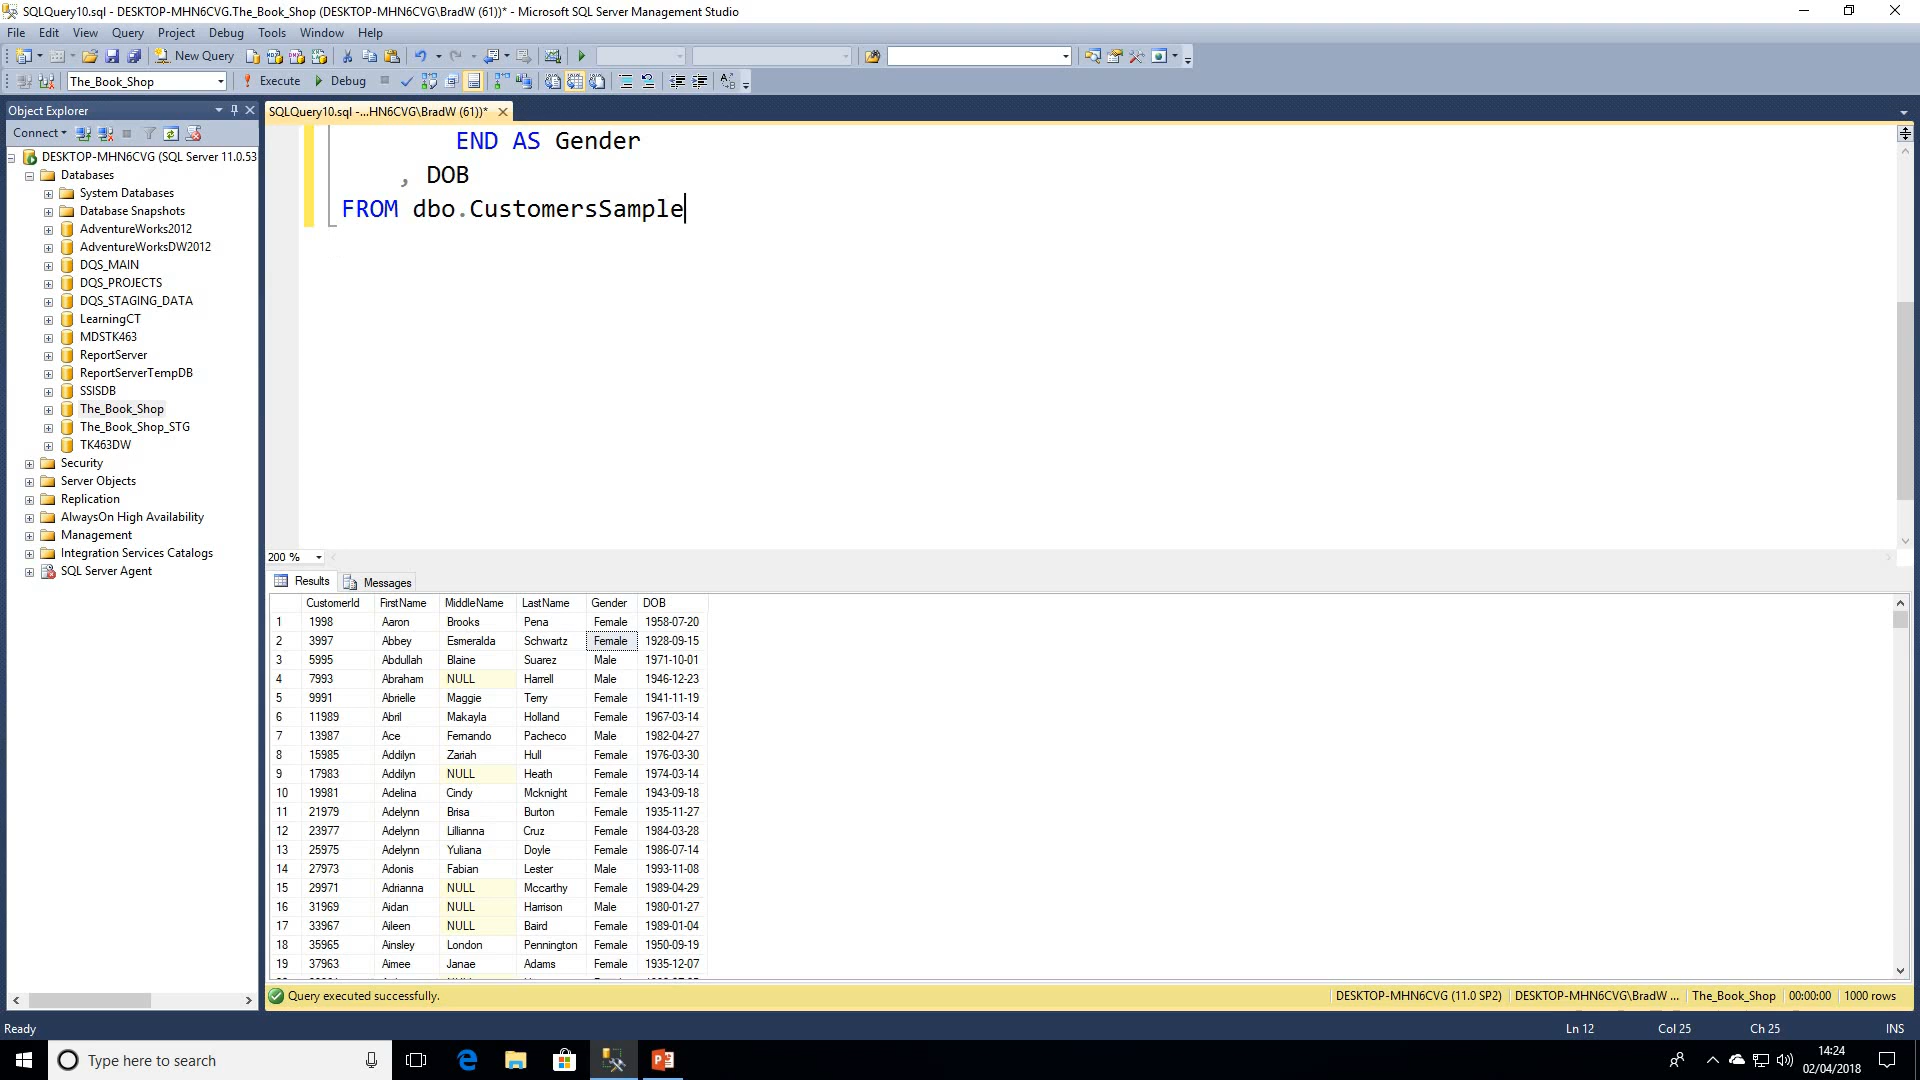 SQLQuery10.sql - DESKTOP-MHN6CVG.The_Book_Shop (DESKTOP-MHN6CVG\BradW (61))* - Microsoft SQL Server Management Studio
File Edit View Query Project Debug Tools Window Help
New Query
The_Book_Shop Execute Debug
Object Explorer
SQLQuery10.sql -...HN6CVG\BradW (61))*
Connect
DESKTOP-MHN6CVG (SQL Server 11.0.53
Databases
System Databases
Database Snapshots
AdventureWorks2012
AdventureWorksDW2012
DQS_MAIN
DQS_PROJECTS
DQS_STAGING_DATA
LearningCT
MDSTK463
ReportServer
ReportServerTempDB
SSISDB
The_Book_Shop
The_Book_Shop_STG
TK463DW
Security
Server Objects
Replication
AlwaysOn High Availability
Management
Integration Services Catalogs
SQL Server Agent
END AS Gender
, DOB
FROM dbo.CustomersSample
200 %
Results Messages
CustomerId FirstName MiddleName LastName Gender DOB
1 1998 Aaron Brooks Pena Female 1958-07-20
2 3997 Abbey Esmeralda Schwartz Female 1928-09-15
3 5995 Abdullah Blaine Suarez Male 1971-10-01
4 7993 Abraham NULL Harrell Male 1946-12-23
5 9991 Abrielle Maggie Terry Female 1941-11-19
6 11989 Abril Makayla Holland Female 1967-03-14
7 13987 Ace Fernando Pacheco Male 1982-04-27
8 15985 Addilyn Zariah Hull Female 1976-03-30
9 17983 Addilyn NULL Heath Female 1974-03-14
10 19981 Adelina Cindy Mcknight Female 1943-09-18
11 21979 Adelynn Brisa Burton Female 1935-11-27
12 23977 Adelynn Lillianna Cruz Female 1984-03-28
13 25975 Adelynn Yuliana Doyle Female 1986-07-14
14 27973 Adonis Fabian Lester Male 1993-11-08
15 29971 Adrianna NULL Mccarthy Female 1989-04-29
16 31969 Aidan NULL Harrison Male 1980-01-27
17 33967 Aileen NULL Baird Female 1989-01-04
18 35965 Ainsley London Pennington Female 1950-09-19
19 37963 Aimee Janae Adams Female 1935-12-07
Query executed successfully. DESKTOP-MHN6CVG (11.0 SP2) DESKTOP-MHN6CVG\BradW ... The_Book_Shop 00:00:00 1000 rows
Ready Ln 12 Col 25 Ch 25 INS
Type here to search
14:24
02/04/2018